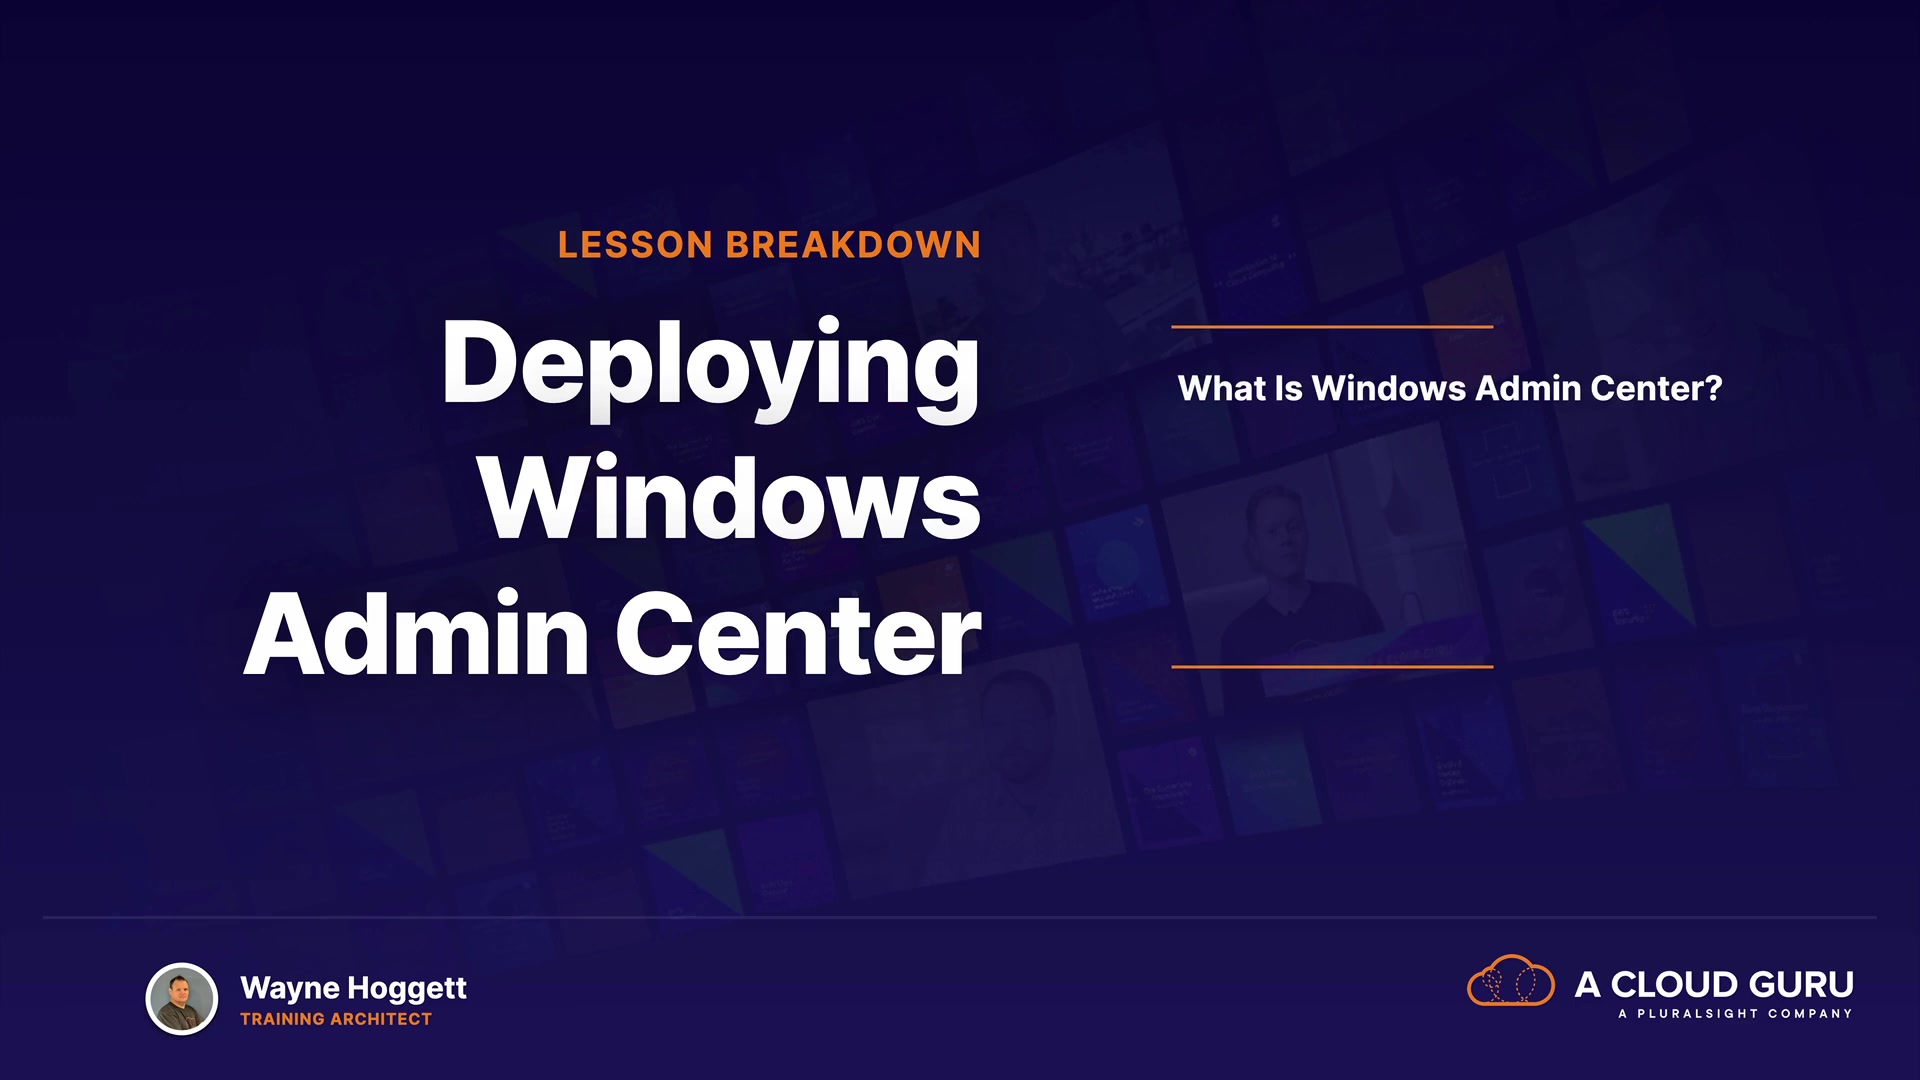 LESSON BREAKDOWN
Deploying
Windows
Admin Center
What Is Windows Admin Center?
Wayne Hoggett
TRAINING ARCHITECT
A CLOUD GURU
A PLURALSIGHT COMPANY